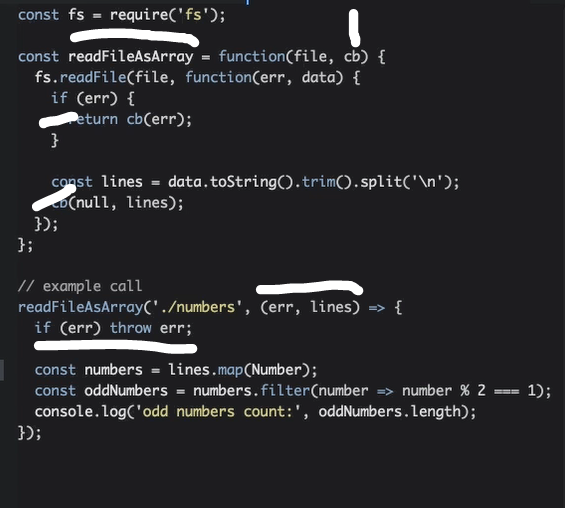 const fs = require('fs');
const readFileAsArray = function(file, cb) {
fs.readFile(file, function(err, data) {
if (err) {
return cb(err);
}
const lines = data.toString().trim().split('\n');
cb(null, lines);
});
};
// example call
readFileAsArray('./numbers', (err, lines) => {
if (err) throw err;
const numbers = lines.map(Number);
const oddNumbers = numbers.filter(number => number % 2 === 1);
console.log('odd numbers count:', oddNumbers.length);
});